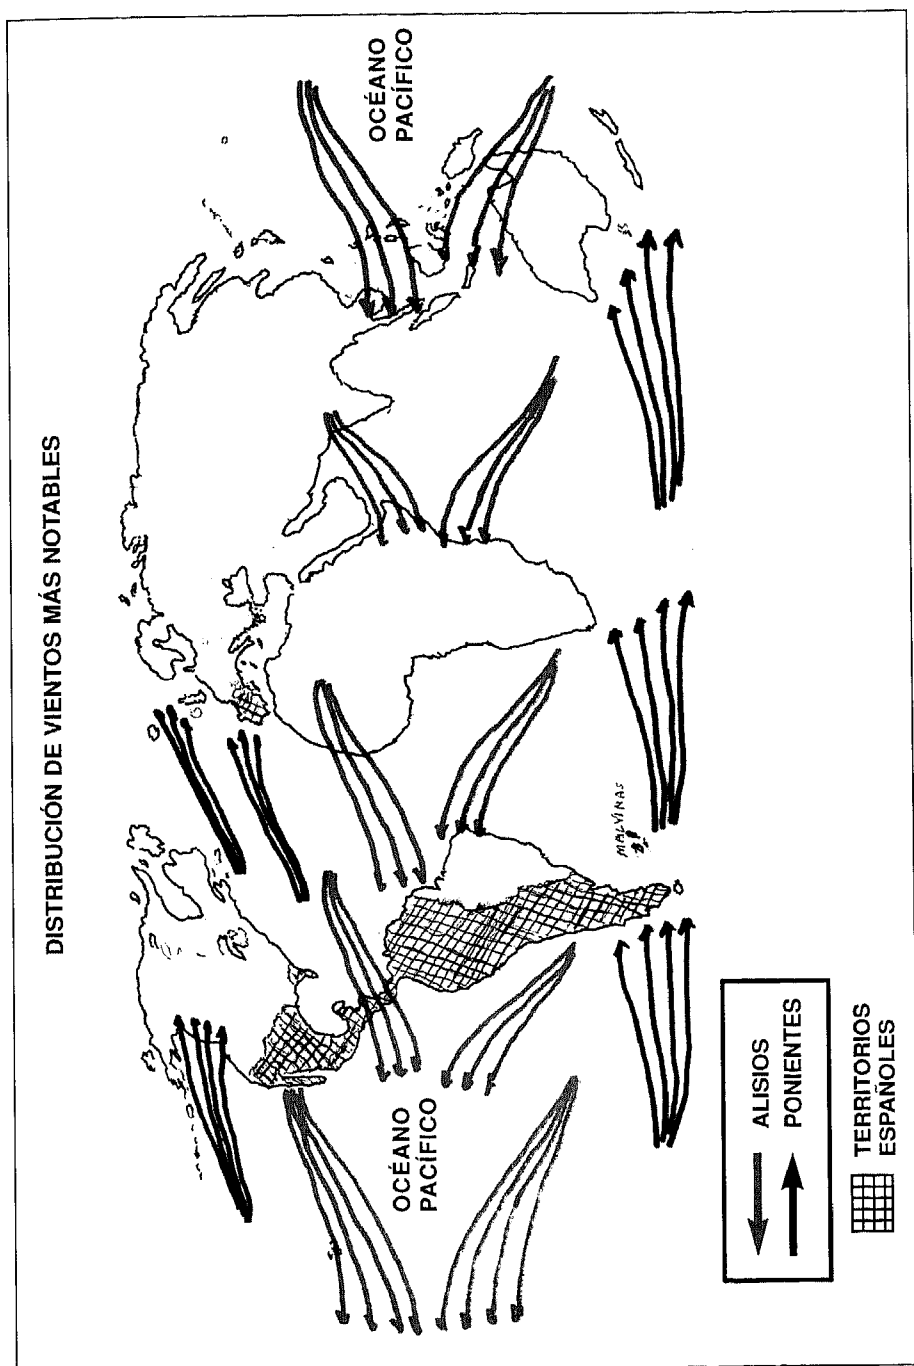 DISTRIBUCIÓN DE VIENTOS MÁS NOTABLES
OCÉANO
PACÍFICO
OCÉANO
PACÍFICO
MALVINAS
ALISIOS
PONIENTES
TERRITORIOS
ESPAÑOLES